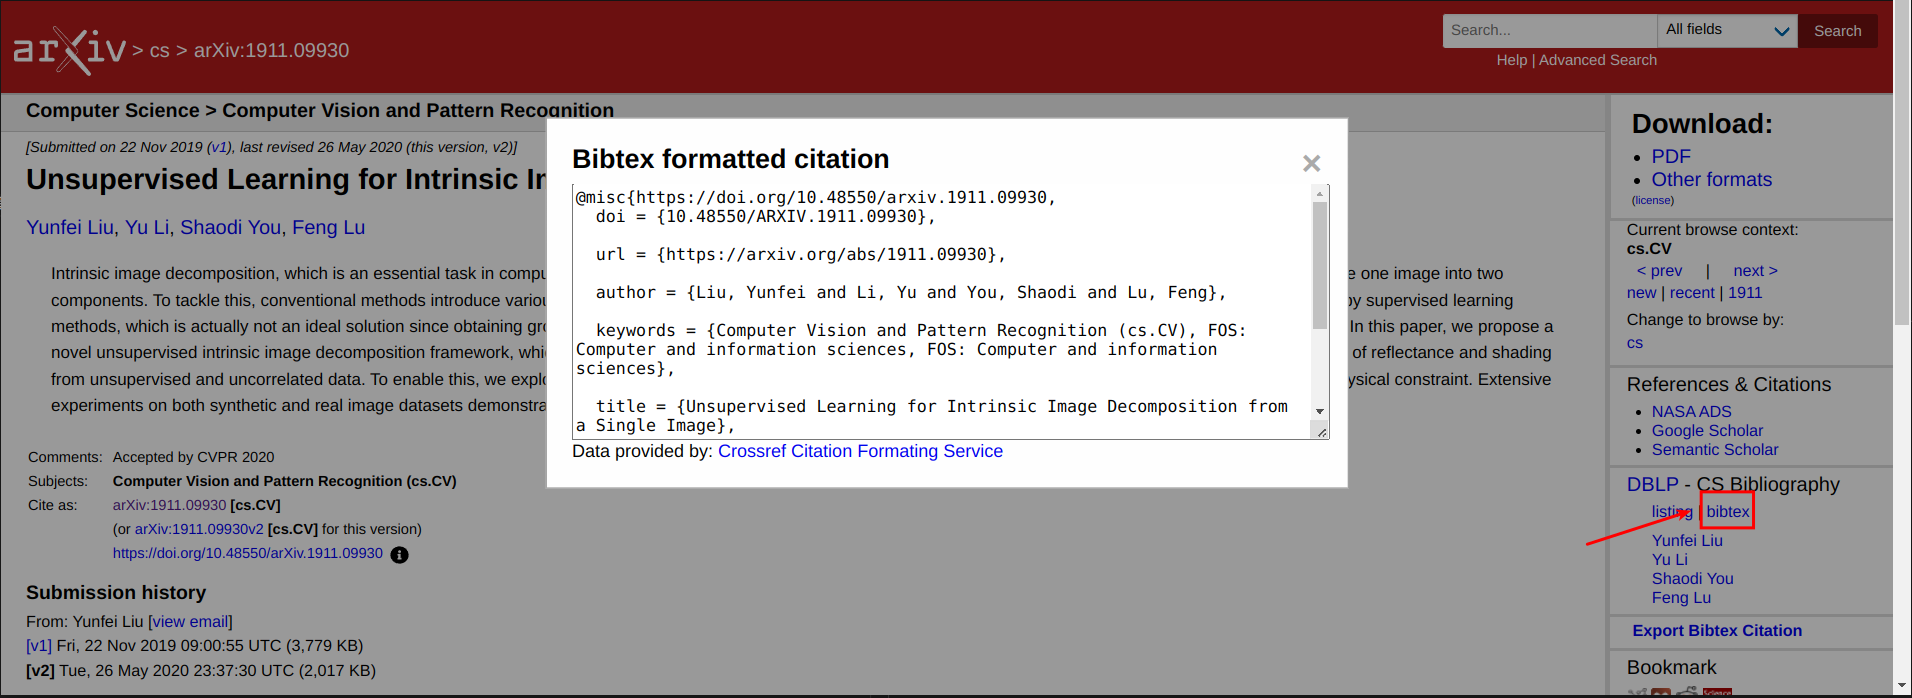 arXiv > cs > arXiv:1911.09930
Search...
All fields
Search
Help | Advanced Search
Computer Science > Computer Vision and Pattern Recognition
[Submitted on 22 Nov 2019 (v1), last revised 26 May 2020 (this version, v2)]
Unsupervised Learning for Intrinsic
Yunfei Liu, Yu Li, Shaodi You, Feng Lu
Intrinsic image decomposition, which is an essential task in
components. To tackle this, conventional methods introduce
methods, which is actually not an ideal solution since obtaining
novel unsupervised intrinsic image decomposition framework,
from unsupervised and uncorrelated data. To enable this, we
experiments on both synthetic and real image datasets
one image into two
supervised learning
In this paper, we propose a
of reflectance and shading
constraint. Extensive
Comments: Accepted by CVPR 2020
Subjects: Computer Vision and Pattern Recognition (cs.CV)
Cite as: arXiv:1911.09930 [cs.CV]
(or arXiv:1911.09930v2 [cs.CV] for this version)
https://doi.org/10.48550/arXiv.1911.09930
Submission history
From: Yunfei Liu [view email]
[v1] Fri, 22 Nov 2019 09:00:55 UTC (3,779 KB)
[v2] Tue, 26 May 2020 23:37:30 UTC (2,017 KB)
Bibtex formatted citation
×
@misc{https://doi.org/10.48550/arxiv.1911.09930,
doi = {10.48550/ARXIV.1911.09930},
url = {https://arxiv.org/abs/1911.09930},
author = {Liu, Yunfei and Li, Yu and You, Shaodi and Lu, Feng},
keywords = {Computer Vision and Pattern Recognition (cs.CV), FOS:
Computer and information sciences, FOS: Computer and information
sciences},
title = {Unsupervised Learning for Intrinsic Image Decomposition from
a Single Image},
Data provided by: Crossref Citation Formating Service
Download:
PDF
Other formats
(license)
Current browse context:
cs.CV
< prev | next >
new | recent | 1911
Change to browse by:
cs
References & Citations
NASA ADS
Google Scholar
Semantic Scholar
DBLP - CS Bibliography
listing | bibtex
Yunfei Liu
Yu Li
Shaodi You
Feng Lu
Export Bibtex Citation
Bookmark